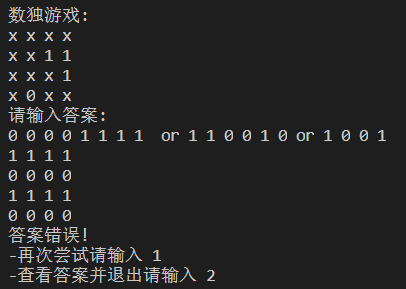 数独游戏:
x x x x
x x 1 1
x x x 1
x 0 x x
请输入答案:
0 0 0 0 1 1 1 1  or 1 1 0 0 1 0 or 1 0 0 1
1 1 1 1
0 0 0 0
1 1 1 1
0 0 0 0
答案错误!
-再次尝试请输入 1
-查看答案并退出请输入 2